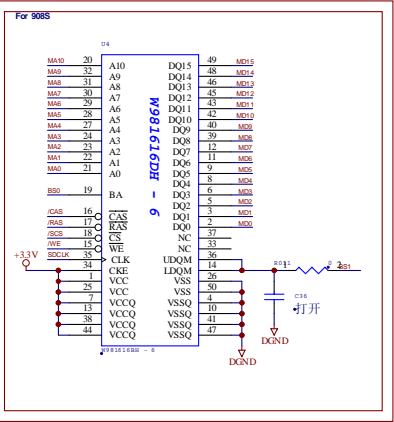 For 908S
U4
MA10 20 A10 DQ15 49 MD15
MA9 32 A9 DQ14 48 MD14
MA8 31 A8 DQ13 46 MD13
MA7 30 A7 DQ12 45 MD12
MA6 29 A6 DQ11 43 MD11
MA5 28 A5 DQ10 42 MD10
MA4 27 A4 DQ9 40 MD9
MA3 24 A3 DQ8 39 MD8
MA2 23 A2 DQ7 12 MD7
MA1 22 A1 DQ6 11 MD6
MA0 21 A0 DQ5 9 MD5
DQ4 8 MD4
BS0 19 BA DQ3 6 MD3
DQ2 5 MD2
/CAS 16 CAS DQ1 3 MD1
/RAS 17 RAS DQ0 2 MD0
/SCS 18 CS NC 37
/WE 15 WE NC 33
SDCLK 35 CLK UDQM 36
+3.3V 34 CKE LDQM 14
1 VCC VSS 26
25 VCC VSS 50
7 VCCQ VSSQ 4
13 VCCQ VSSQ 10
38 VCCQ VSSQ 41
44 VCCQ VSSQ 47
W981616DH - 6
W981616BH - 6
1 0 2 BS1
C36
打开
DGND
DGND